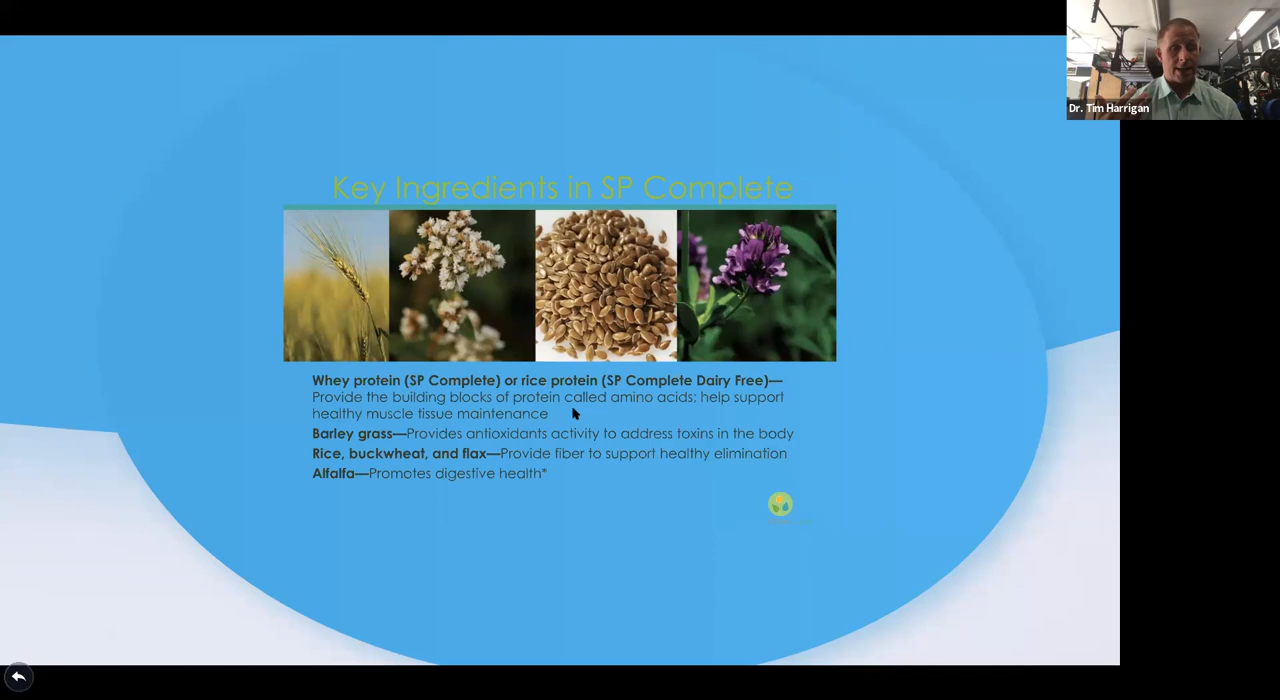 Dr. Tim Harrigan
Key Ingredients in SP Complete
Whey protein (SP Complete) or rice protein (SP Complete Dairy Free)—
Provide the building blocks of protein called amino acids; help support
healthy muscle tissue maintenance
Barley grass—Provides antioxidants activity to address toxins in the body
Rice, buckwheat, and flax—Provide fiber to support healthy elimination
Alfalfa—Promotes digestive health*